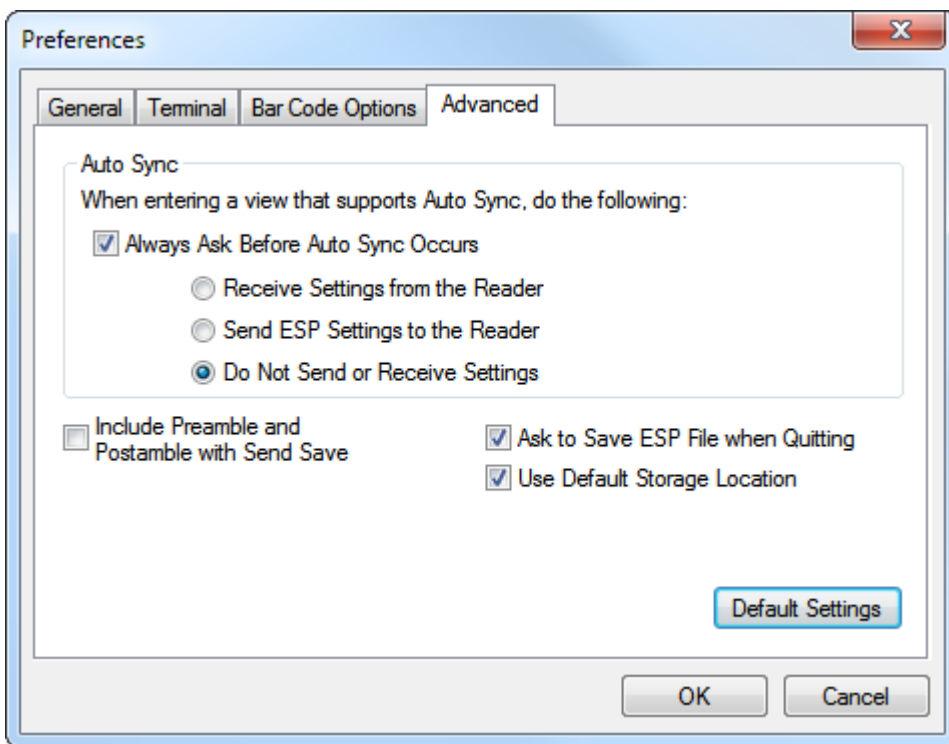 Preferences
General Terminal Bar Code Options Advanced
Auto Sync
When entering a view that supports Auto Sync, do the following:
Always Ask Before Auto Sync Occurs
Receive Settings from the Reader
Send ESP Settings to the Reader
Do Not Send or Receive Settings
Include Preamble and
Postamble with Send Save
Ask to Save ESP File when Quitting
Use Default Storage Location
Default Settings
OK Cancel